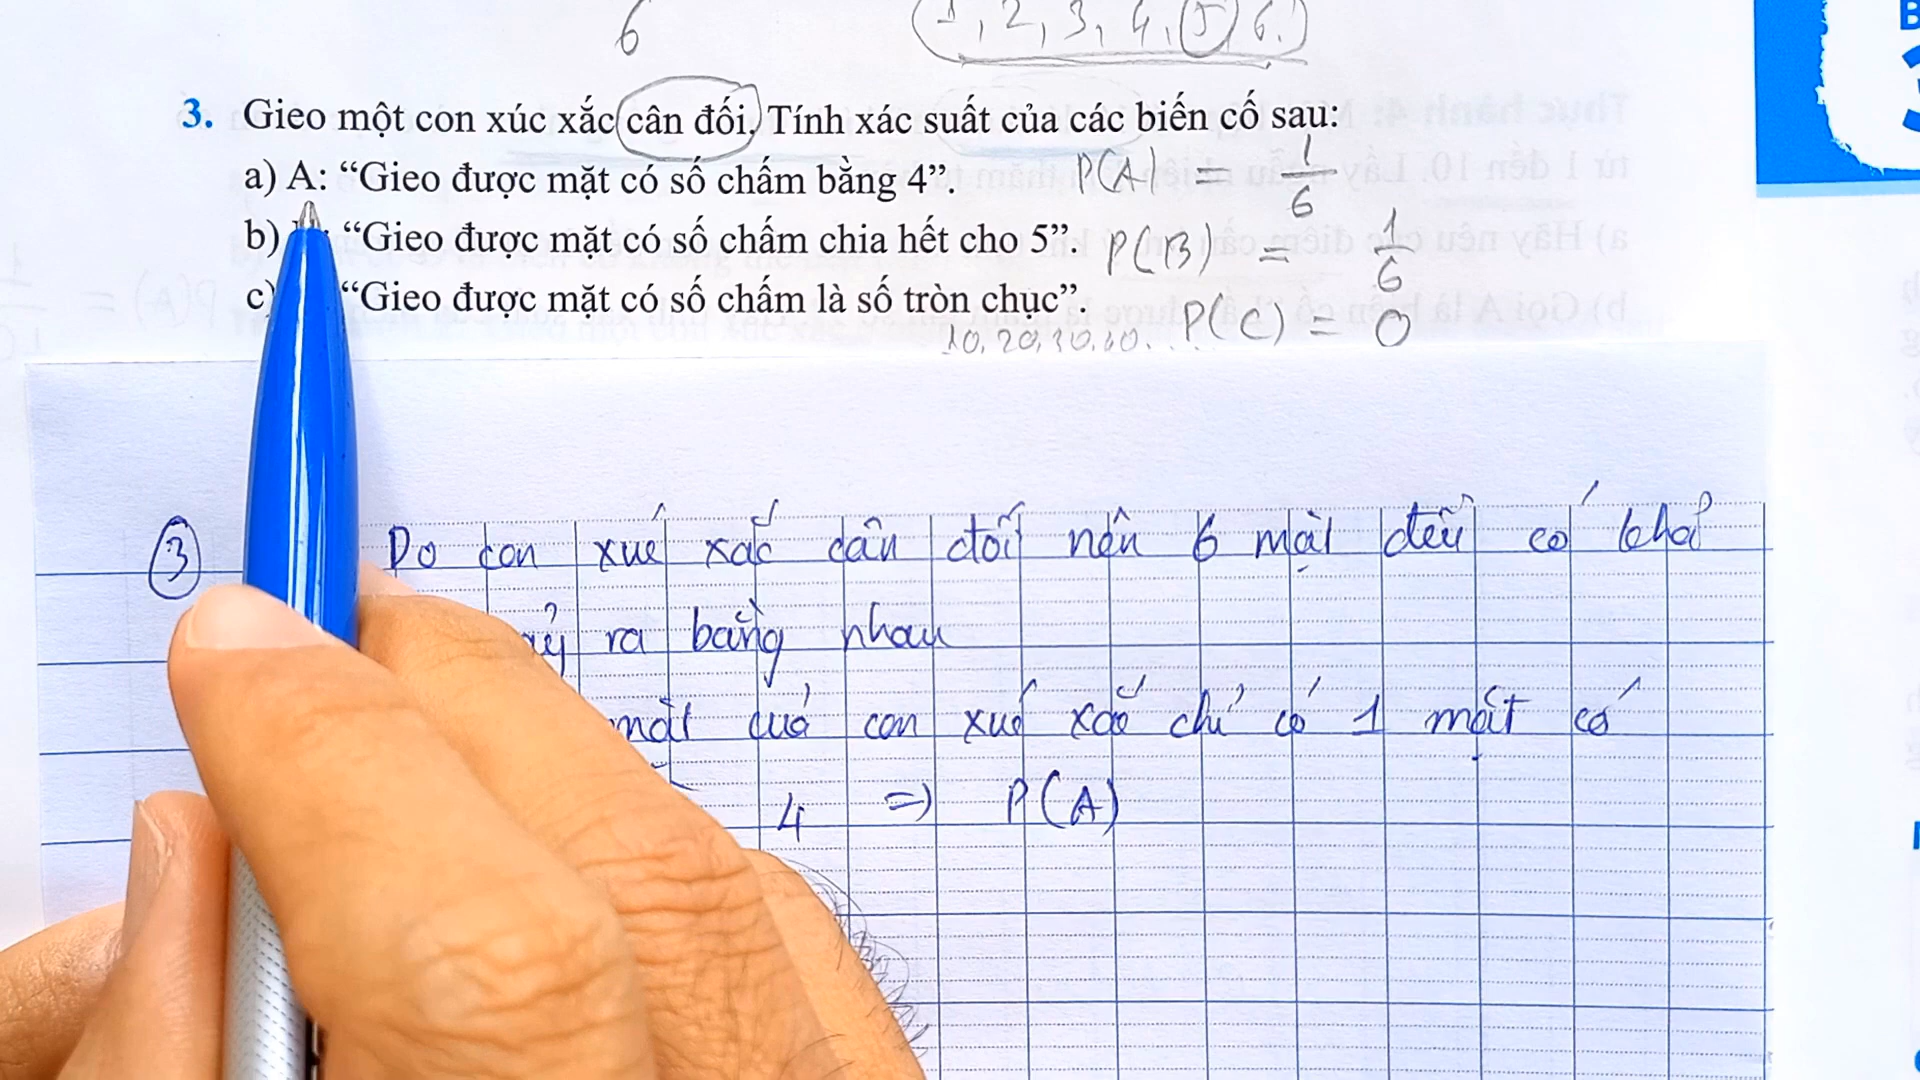 6 1, 2, 3, 4, 5, 6.
3. Gieo một con xúc xắc cân đối. Tính xác suất của các biến cố sau:
a) A: “Gieo được mặt có số chấm bằng 4”. P(A) = 1/6
b) “Gieo được mặt có số chấm chia hết cho 5”. P(B) = 1/6
c) “Gieo được mặt có số chấm là số tròn chục”. P(C) = 0
10, 20, 30, 40...
3 Do con xúc xắc cân đối nên 6 mặt đều có khả
ra bằng nhau
mặt của con xúc xắc chỉ có 1 mặt có
4 => P(A)